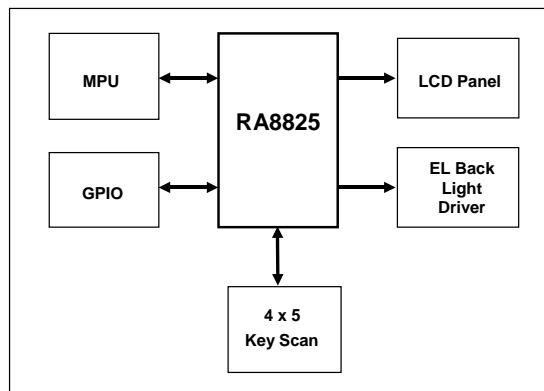 MPU
RA8825
LCD Panel
GPIO
EL Back
Light
Driver
4 x 5
Key Scan